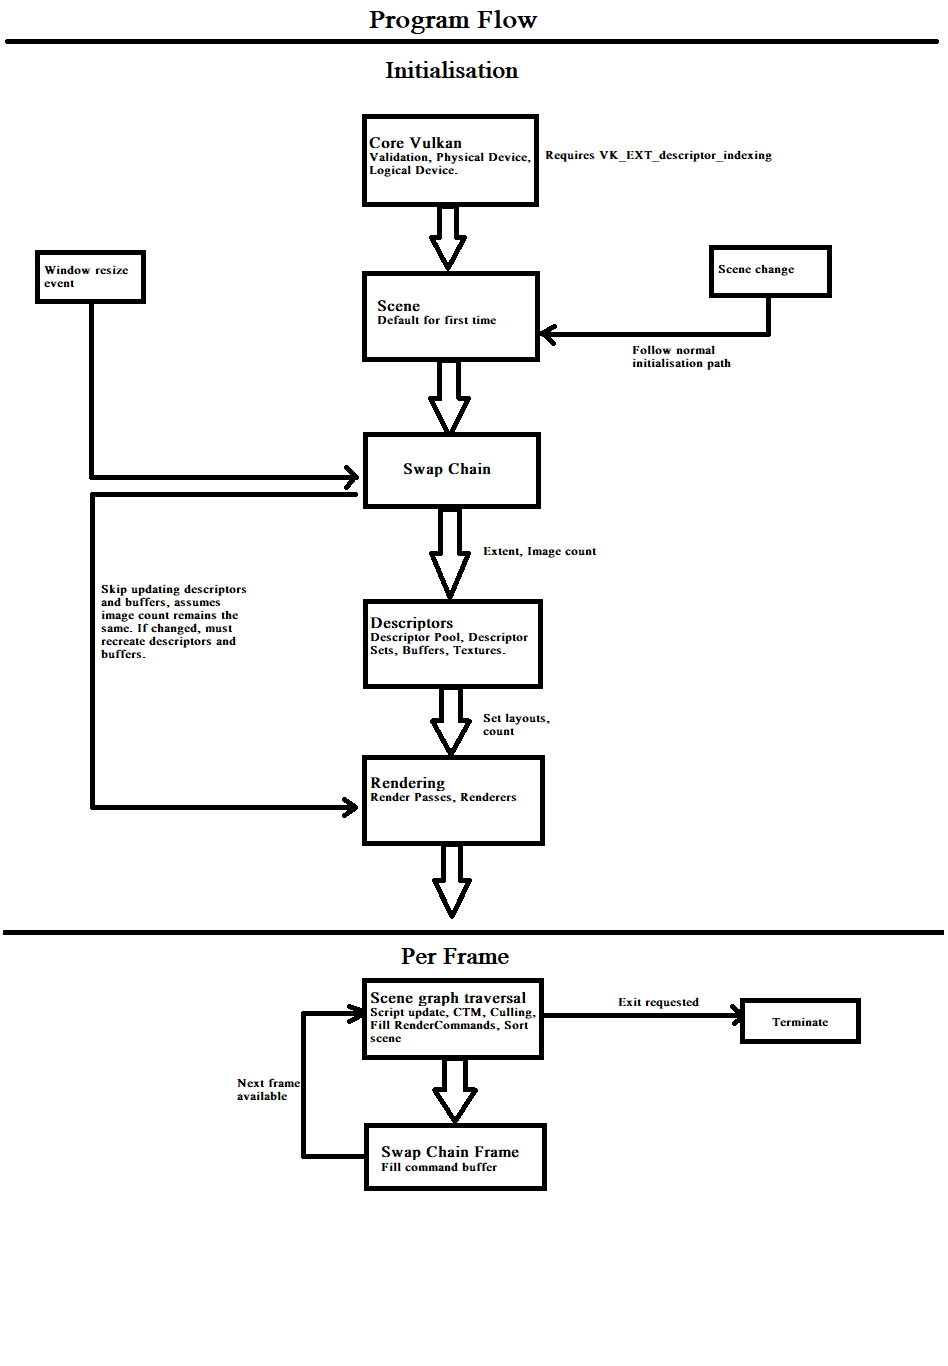 Program Flow
Initialisation
Core Vulkan
Validation, Physical Device,
Logical Device.
Requires VK_EXT_descriptor_indexing
Window resize
event
Scene change
Scene
Default for first time
Follow normal
initialisation path
Swap Chain
Extent, Image count
Skip updating descriptors
and buffers, assumes
image count remains the
same. If changed, must
recreate descriptors and
buffers.
Descriptors
Descriptor Pool, Descriptor
Sets, Buffers, Textures.
Set layouts,
count
Rendering
Render Passes, Renderers
Per Frame
Scene graph traversal
Script update, CTM, Culling,
Fill RenderCommands, Sort
scene
Exit requested
Terminate
Next frame
available
Swap Chain Frame
Fill command buffer